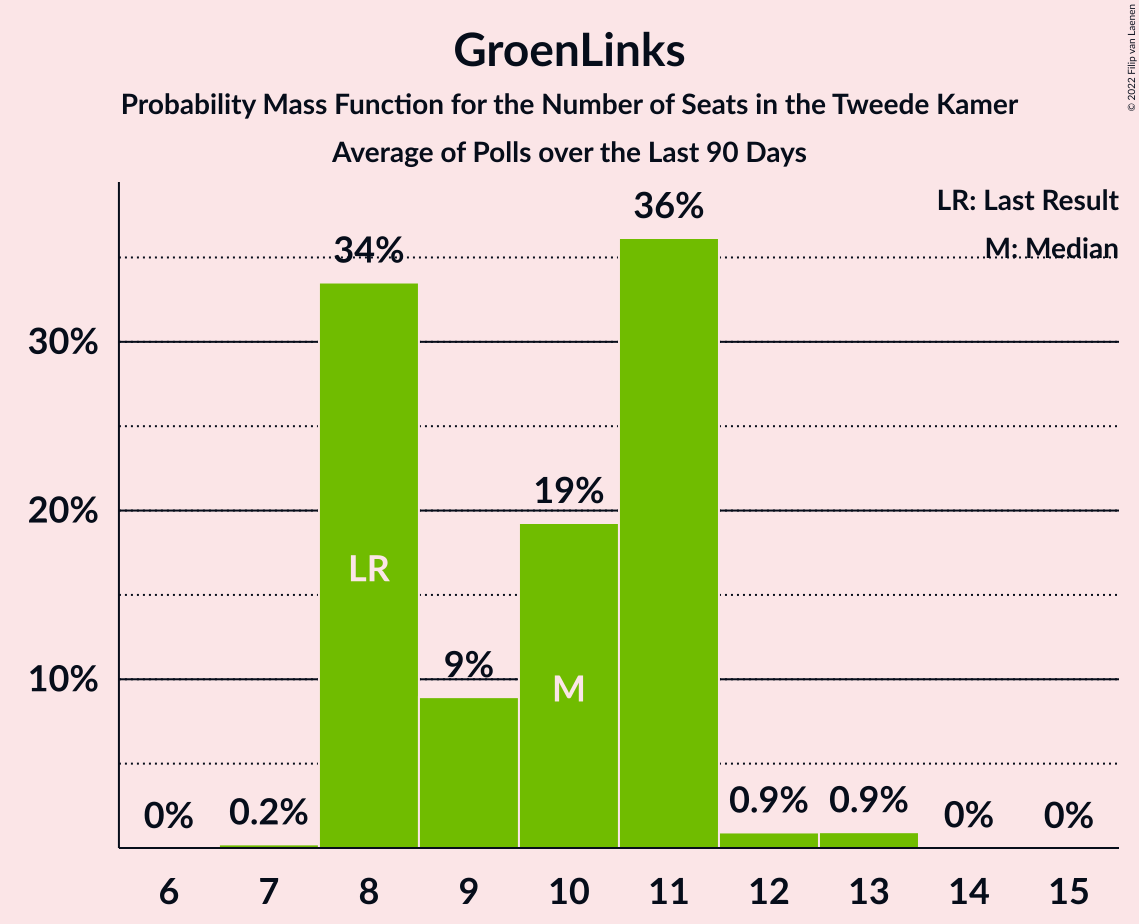 GroenLinks
Probability Mass Function for the Number of Seats in the Tweede Kamer
Average of Polls over the Last 90 Days
© 2022 Filip van Laenen
LR: Last Result
M: Median
30%
20%
10%
0%
0.2%
34%
9%
19%
36%
0.9%
0.9%
0%
0%
LR
M
6 7 8 9 10 11 12 13 14 15